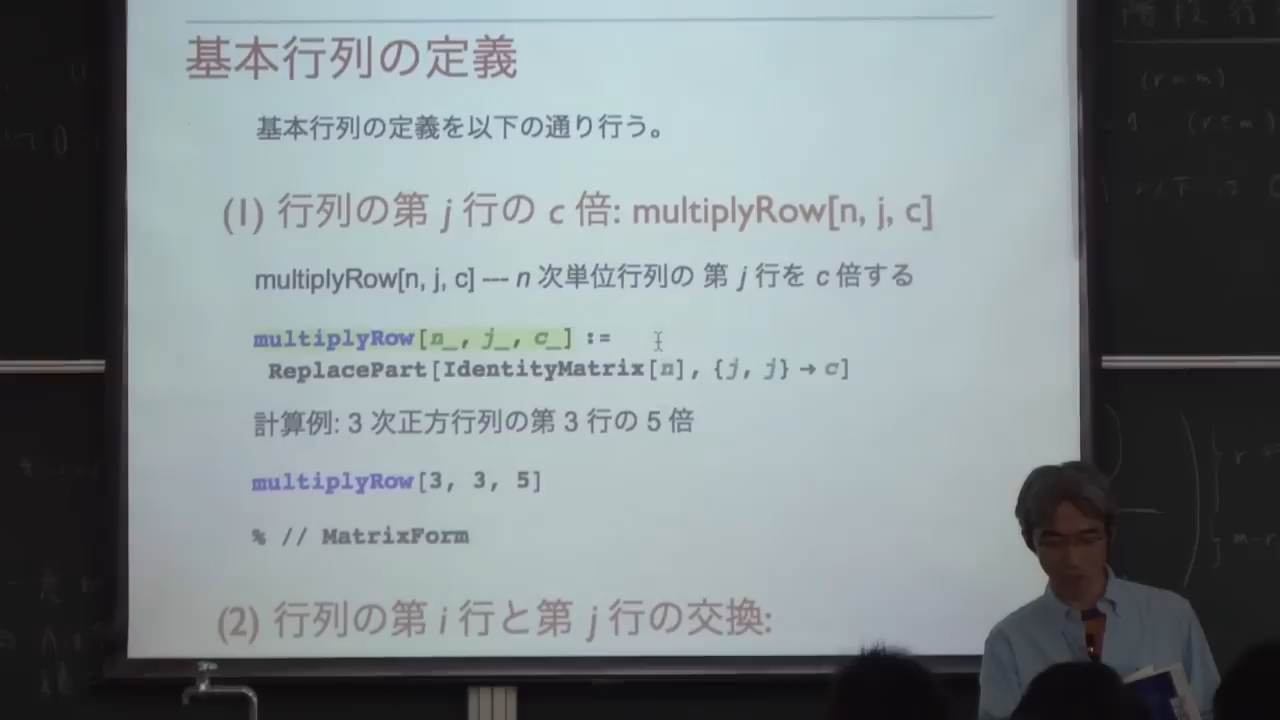 基本行列の定義
基本行列の定義を以下の通り行う。
(1) 行列の第 j 行の c 倍: multiplyRow[n, j, c]
multiplyRow[n, j, c] --- n 次単位行列の 第 j 行を c 倍する
multiplyRow[n_, j_, c_] :=
ReplacePart[IdentityMatrix[n], {j, j} → c]
計算例: 3 次正方行列の第 3 行の 5 倍
multiplyRow[3, 3, 5]
% // MatrixForm
(2) 行列の第 i 行と第 j 行の交換:
(r = m)
(r ≤ m)
m-r